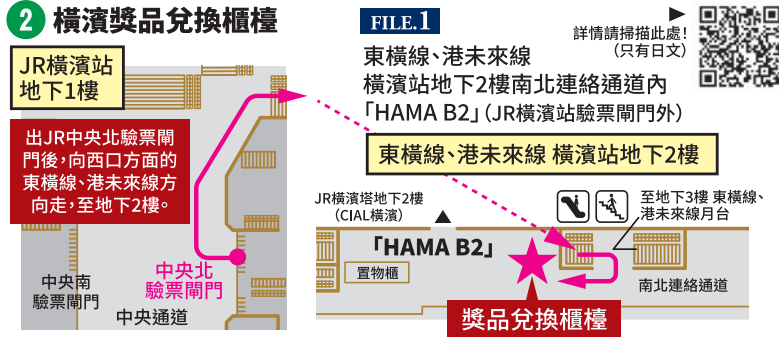 2 橫濱獎品兌換櫃檯
JR橫濱站
地下1樓
出JR中央北驗票閘
門後，向西口方面的
東橫線、港未來線方
向走，至地下2樓。
中央南
驗票閘門
中央北
驗票閘門
中央通道
FILE.1
詳情請掃描此處！
（只有日文）
東橫線、港未來線
橫濱站地下2樓南北連絡通道內
「HAMA B2」（JR橫濱站驗票閘門外）
東橫線、港未來線 橫濱站地下2樓
JR橫濱塔地下2樓
（CIAL橫濱）
至地下3樓 東橫線、
港未來線月台
「HAMA B2」
置物櫃
南北連絡通道
獎品兌換櫃檯